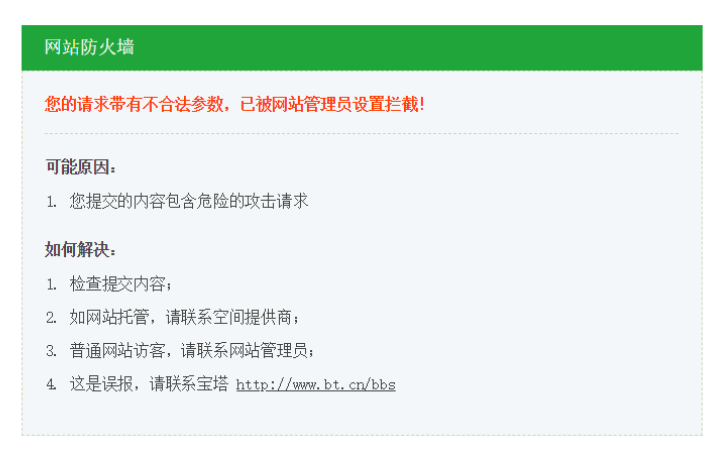 网站防火墙
您的请求带有不合法参数，已被网站管理员设置拦截！
可能原因：
1. 您提交的内容包含危险的攻击请求
如何解决：
1. 检查提交内容；
2. 如网站托管，请联系空间提供商；
3. 普通网站访客，请联系网站管理员；
4. 这是误报，请联系宝塔 http://www.bt.cn/bbs